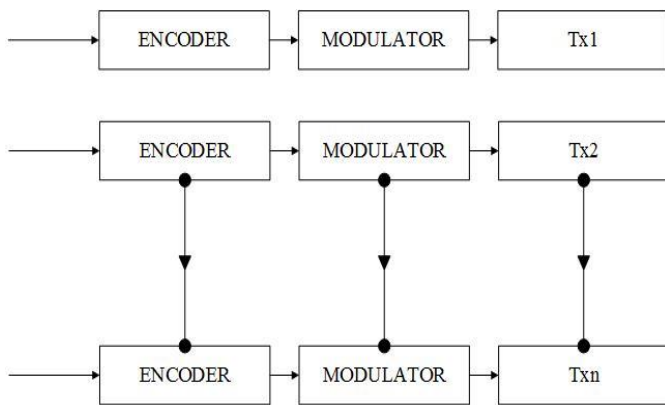 ENCODER MODULATOR Tx1
ENCODER MODULATOR Tx2
ENCODER MODULATOR Txn